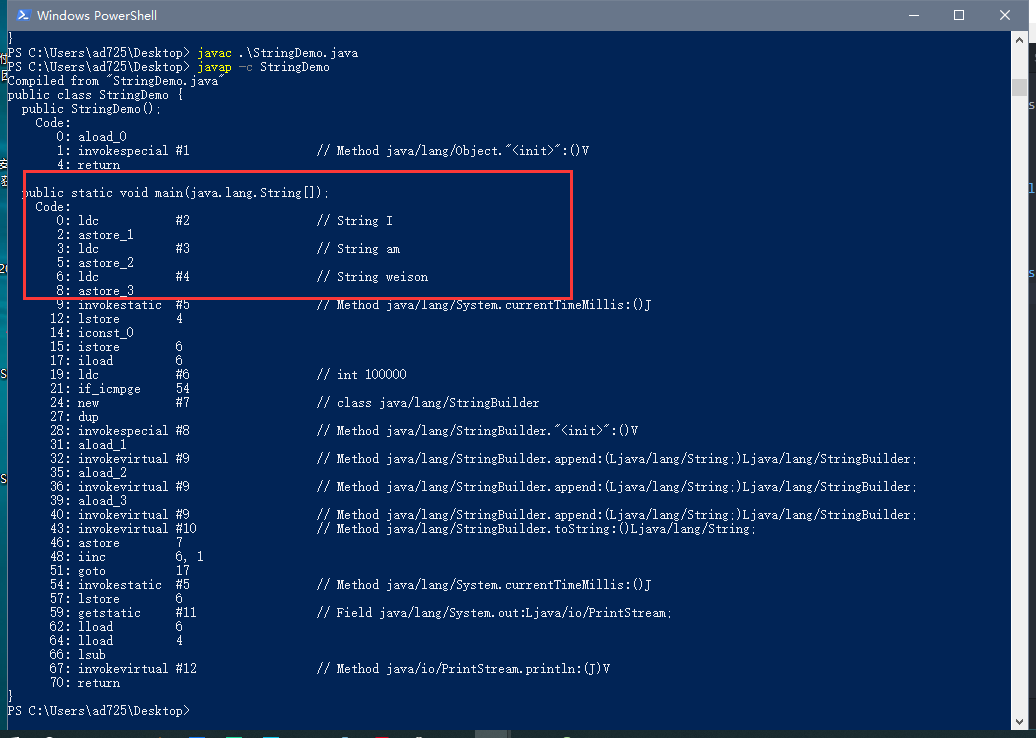 Windows PowerShell
}
PS C:\Users\ad725\Desktop> javac .\StringDemo.java
PS C:\Users\ad725\Desktop> javap -c StringDemo
Compiled from "StringDemo.java"
public class StringDemo {
  public StringDemo();
    Code:
       0: aload_0
       1: invokespecial #1                  // Method java/lang/Object."<init>":()V
       4: return

  public static void main(java.lang.String[]);
    Code:
       0: ldc           #2                  // String I
       2: astore_1
       3: ldc           #3                  // String am
       5: astore_2
       6: ldc           #4                  // String weison
       8: astore_3
       9: invokestatic  #5                  // Method java/lang/System.currentTimeMillis:()J
      12: lstore        4
      14: iconst_0
      15: istore        6
      17: iload         6
      19: ldc           #6                  // int 100000
      21: if_icmpge     54
      24: new           #7                  // class java/lang/StringBuilder
      27: dup
      28: invokespecial #8                  // Method java/lang/StringBuilder."<init>":()V
      31: aload_1
      32: invokevirtual #9                  // Method java/lang/StringBuilder.append:(Ljava/lang/String;)Ljava/lang/StringBuilder;
      35: aload_2
      36: invokevirtual #9                  // Method java/lang/StringBuilder.append:(Ljava/lang/String;)Ljava/lang/StringBuilder;
      39: aload_3
      40: invokevirtual #9                  // Method java/lang/StringBuilder.append:(Ljava/lang/String;)Ljava/lang/StringBuilder;
      43: invokevirtual #10                 // Method java/lang/StringBuilder.toString:()Ljava/lang/String;
      46: astore        7
      48: iinc          6, 1
      51: goto          17
      54: invokestatic  #5                  // Method java/lang/System.currentTimeMillis:()J
      57: lstore        6
      59: getstatic     #11                 // Field java/lang/System.out:Ljava/io/PrintStream;
      62: lload         6
      64: lload         4
      66: lsub
      67: invokevirtual #12                 // Method java/io/PrintStream.println:(J)V
      70: return
}
PS C:\Users\ad725\Desktop>